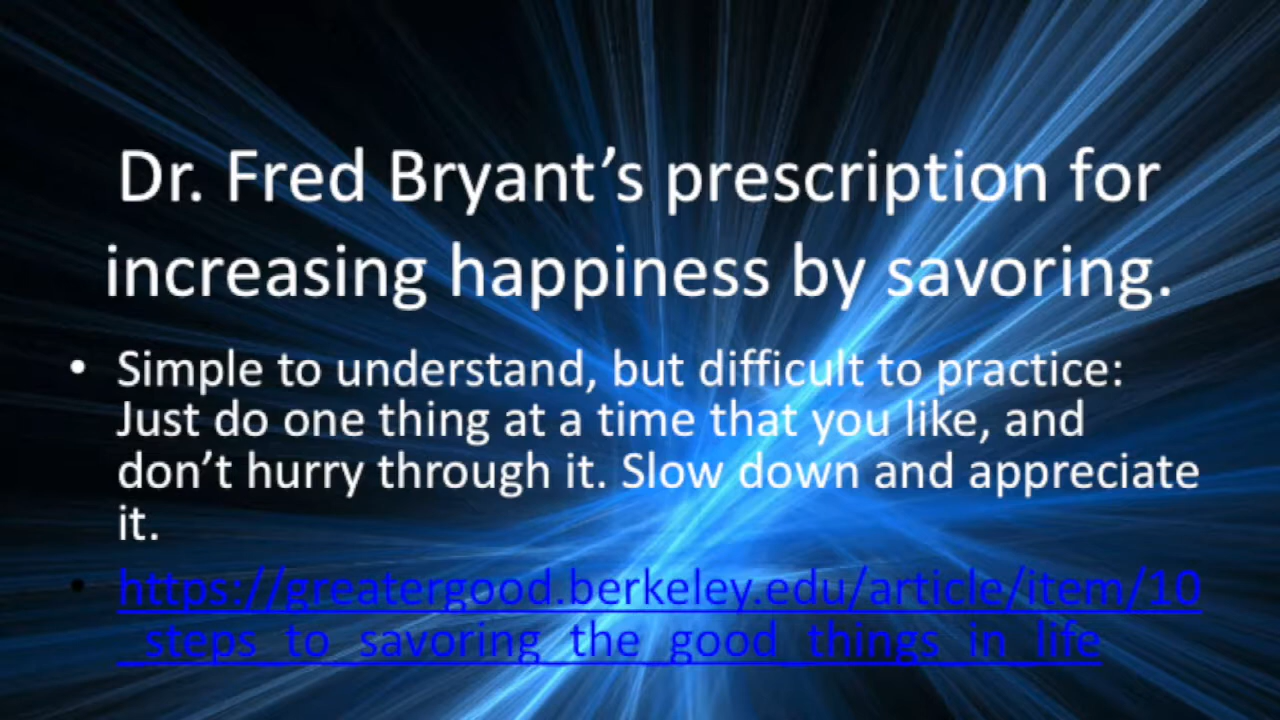 Dr. Fred Bryant’s prescription for
increasing happiness by savoring.
• Simple to understand, but difficult to practice:
Just do one thing at a time that you like, and
don’t hurry through it. Slow down and appreciate
it.
• https://greatergood.berkeley.edu/article/item/10
_steps_to_savoring_the_good_things_in_life